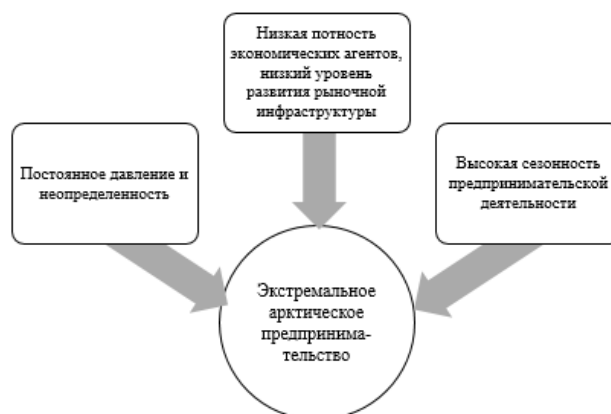 Низкая потность
экономических агентов,
низкий уровень
развития рыночной
инфраструктуры
Постоянное давление и
неопределенность
Высокая сезонность
предпринимательской
деятельности
Экстремальное
арктическое
предпринима-
тельство